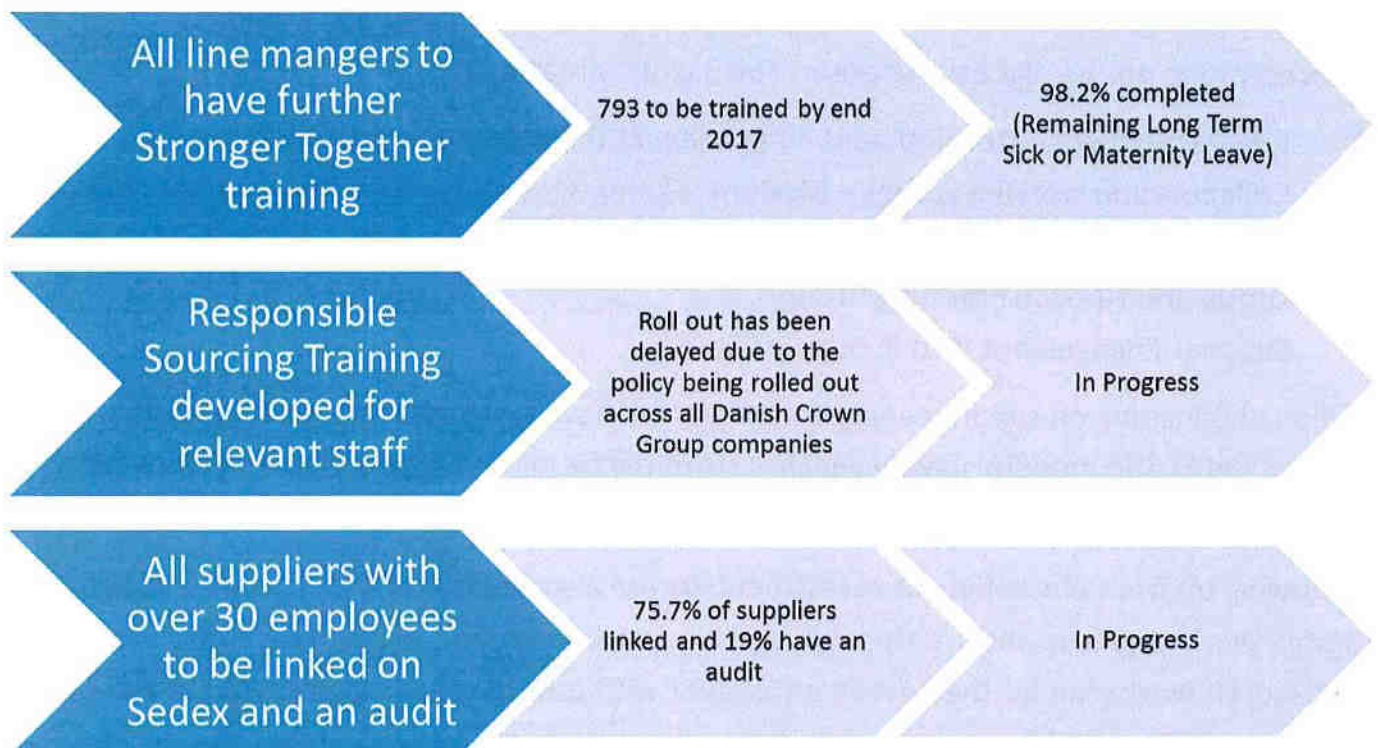 All line mangers to
have further
Stronger Together
training
793 to be trained by end
2017
98.2% completed
(Remaining Long Term
Sick or Maternity Leave)
Responsible
Sourcing Training
developed for
relevant staff
Roll out has been
delayed due to the
policy being rolled out
across all Danish Crown
Group companies
In Progress
All suppliers with
over 30 employees
to be linked on
Sedex and an audit
75.7% of suppliers
linked and 19% have an
audit
In Progress